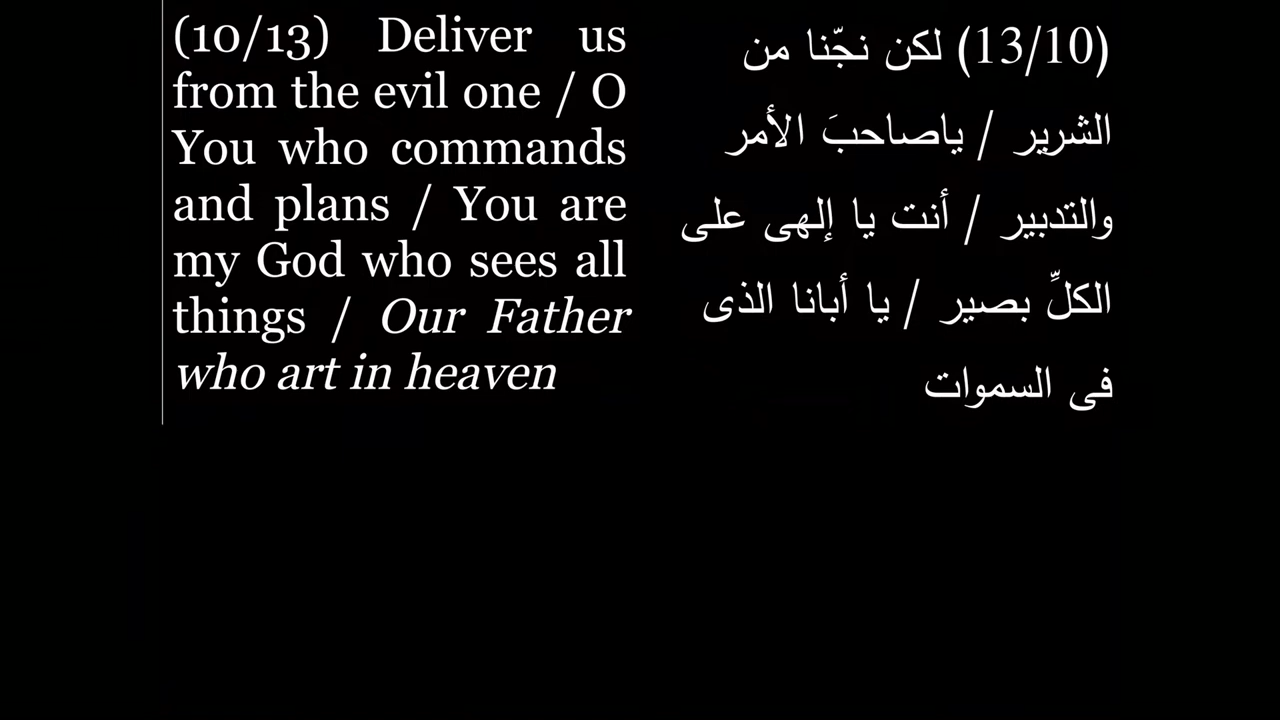 (10/13) Deliver us
from the evil one / O
You who commands
and plans / You are
my God who sees all
things / Our Father
who art in heaven
(13/10) لكن نجّنا من
الشرير / ياصاحبَ الأمر
والتدبير / أنت يا إلهى على
الكلِّ بصير / يا أبانا الذى
فى السموات